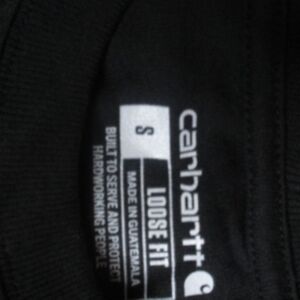 carhartt
S
LOOSE FIT
MADE IN GUATEMALA
BUILT TO SERVE AND PROTECT
HARDWORKING PEOPLE